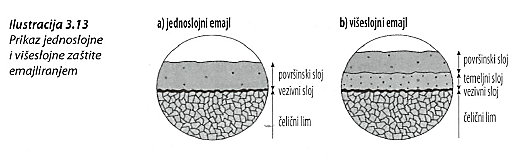 Ilustracija 3.13
Prikaz jednoslojne
i višeslojne zaštite
emajliranjem
a) jednoslojni emajl
površinski sloj
vezivni sloj
čelični lim
b) višeslojni emajl
površinski sloj
temeljni sloj
vezivni sloj
čelični lim